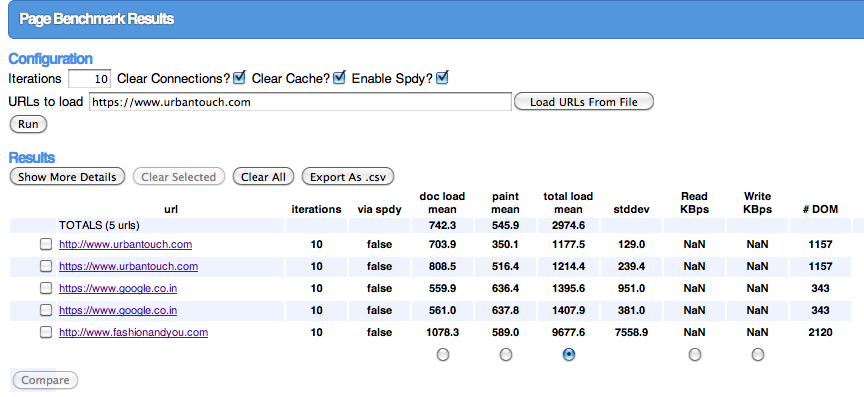 Page Benchmark Results
Configuration
Iterations 10 Clear Connections? Clear Cache? Enable Spdy?
URLs to load https://www.urbantouch.com Load URLs From File
Run
Results
Show More Details Clear Selected Clear All Export As .csv
url iterations via spdy doc load mean paint mean total load mean stddev Read KBps Write KBps # DOM
TOTALS (5 urls) 742.3 545.9 2974.6
http://www.urbantouch.com 10 false 703.9 350.1 1177.5 129.0 NaN NaN 1157
https://www.urbantouch.com 10 false 808.5 516.4 1214.4 239.4 NaN NaN 1157
https://www.google.co.in 10 false 559.9 636.4 1395.6 951.0 NaN NaN 343
https://www.google.co.in 10 false 561.0 637.8 1407.9 381.0 NaN NaN 343
http://www.fashionandyou.com 10 false 1078.3 589.0 9677.6 7558.9 NaN NaN 2120
Compare